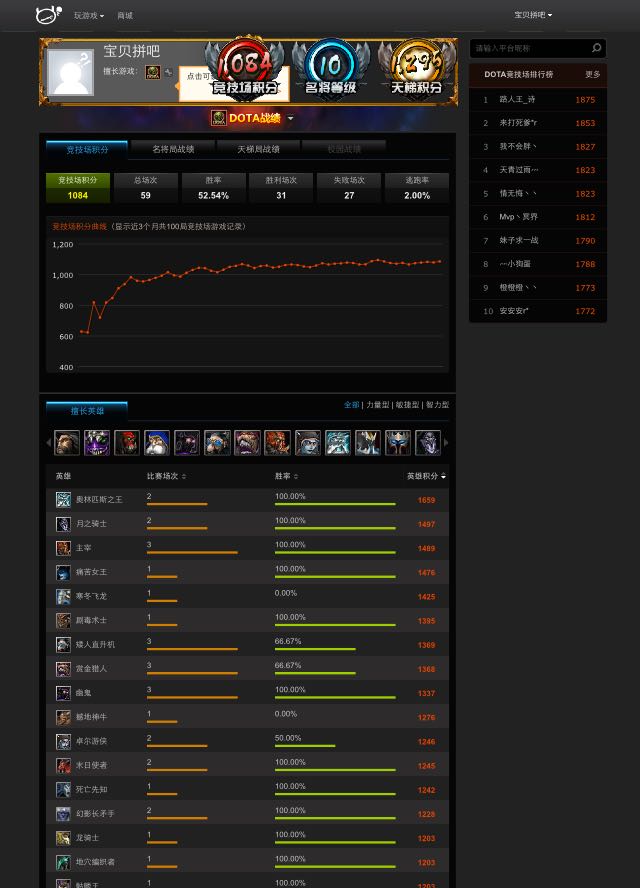 玩游戏 商城 宝贝拼吧
宝贝拼吧
擅长游戏：
点击可
1084 10 1295
竞技场积分 名将等级 天梯积分
请输入平台昵称
DOTA战绩
竞技场积分 名将局战绩 天梯局战绩 校园战绩
竞技场积分 总场次 胜率 胜利场次 失败场次 逃跑率
1084 59 52.54% 31 27 2.00%
竞技场积分曲线（显示近3个月共100局竞技场游戏记录）
1,200
1,000
800
600
400
擅长英雄
全部 | 力量型 | 敏捷型 | 智力型
英雄 比赛场次 胜率 英雄积分
奥林匹斯之王 2 100.00% 1659
月之骑士 2 100.00% 1497
主宰 3 100.00% 1489
痛苦女王 1 100.00% 1476
寒冬飞龙 1 0.00% 1425
剧毒术士 1 100.00% 1395
矮人直升机 3 66.67% 1369
赏金猎人 3 66.67% 1368
幽鬼 3 100.00% 1337
撼地神牛 1 0.00% 1276
卓尔游侠 2 50.00% 1246
末日使者 2 100.00% 1245
死亡先知 1 100.00% 1242
幻影长矛手 2 100.00% 1228
龙骑士 1 100.00% 1203
地穴编织者 1 100.00% 1203
骷髅王 1 100.00% 1203
DOTA竞技场排行榜 更多
1 路人王_诗 1875
2 来打死爹°r 1853
3 我不会胖丶 1827
4 天青过雨~~ 1823
5 情无悔丶丶 1823
6 Mvp丶冥界 1812
7 妹子求一战 1790
8 ~~小狗蛋 1788
9 橙橙橙丶丶 1773
10 安安安r° 1772